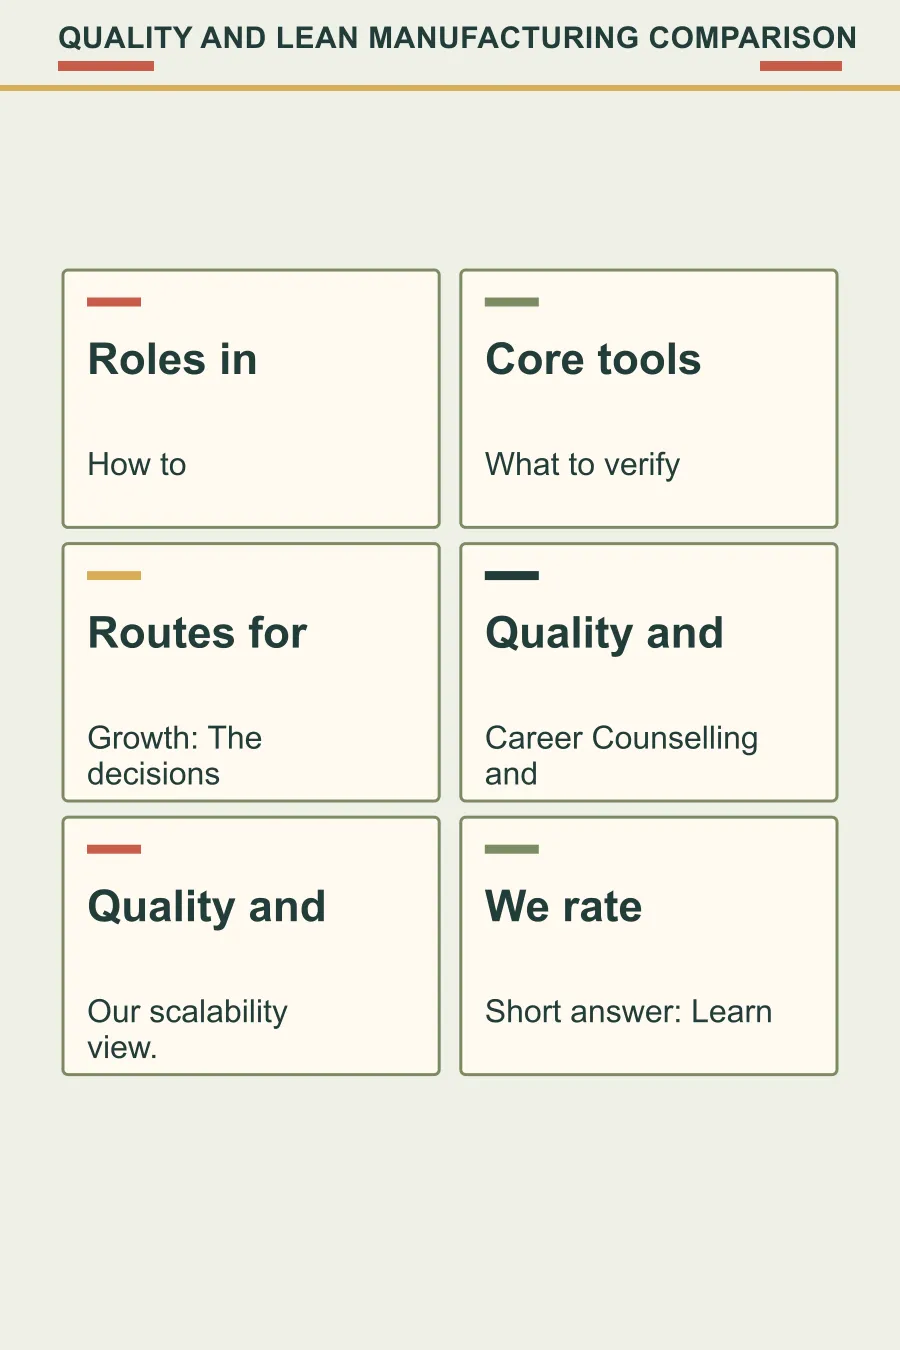 QUALITY AND LEAN MANUFACTURING COMPARISON
Roles in
How to
Core tools
What to verify
Routes for
Growth: The
decisions
Quality and
Career Counselling
and
Quality and
Our scalability
view.
We rate
Short answer: Learn